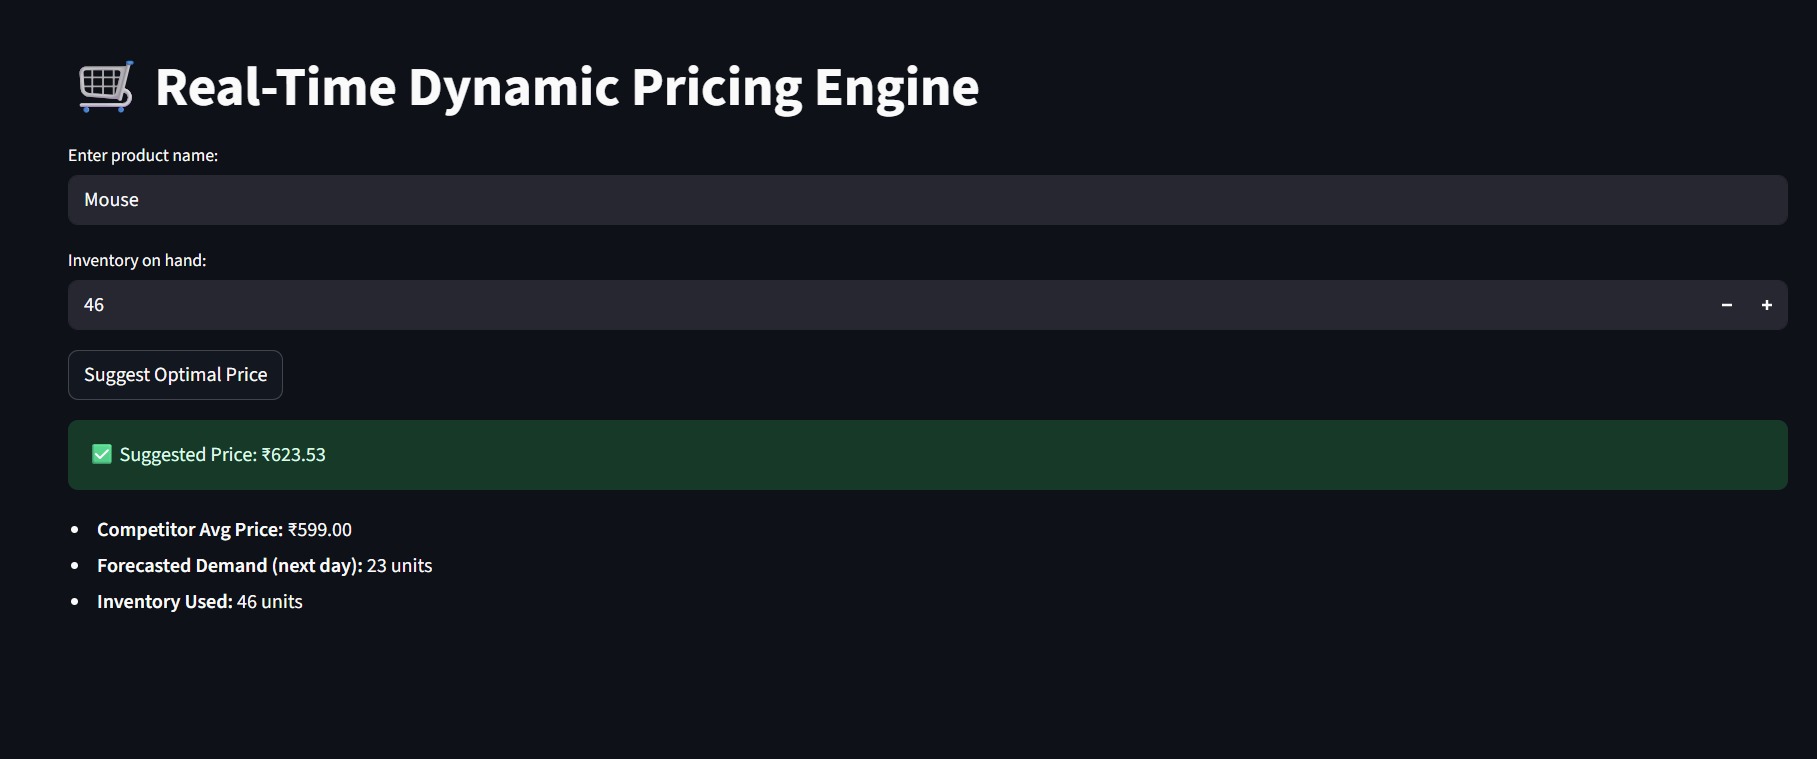 Real-Time Dynamic Pricing Engine
Enter product name:
Mouse
Inventory on hand:
46
Suggest Optimal Price
Suggested Price: ₹623.53
Competitor Avg Price: ₹599.00
Forecasted Demand (next day): 23 units
Inventory Used: 46 units